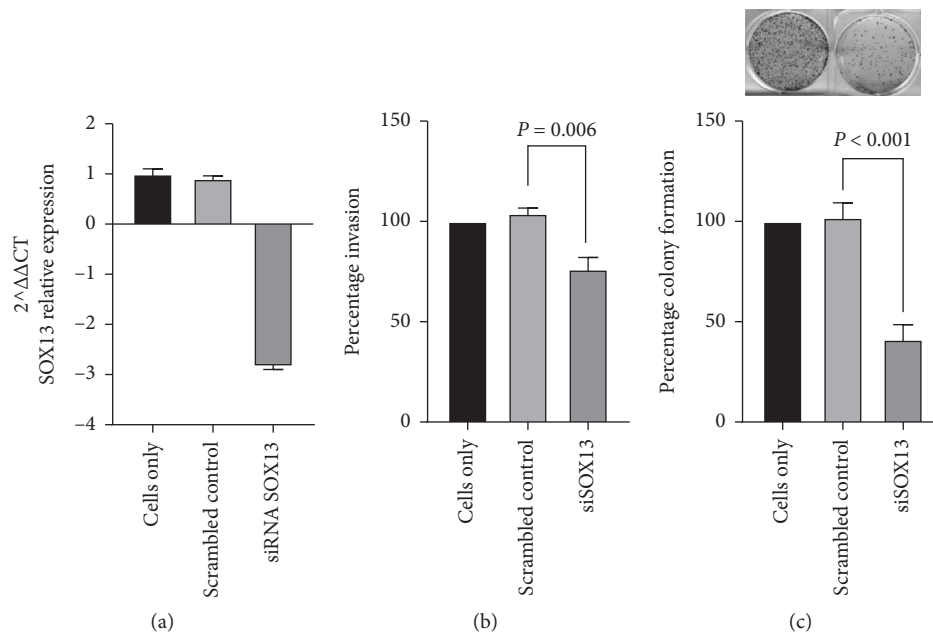 2
1
0
−1
−2
−3
−4
2^ΔΔCT
SOX13 relative expression
Cells only
Scrambled control
siRNA SOX13
(a)
150
100
50
0
Percentage invasion
P = 0.006
Cells only
Scrambled control
siSOX13
(b)
150
100
50
0
Percentage colony formation
P < 0.001
Cells only
Scrambled control
siSOX13
(c)